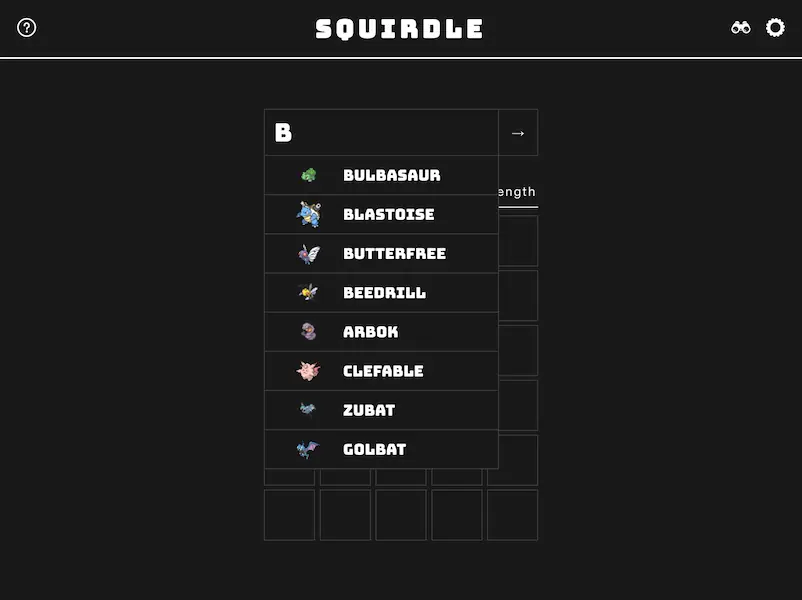 ?
SQUIRDLE
B
→
BULBASAUR
ength
BLASTOISE
BUTTERFREE
BEEDRILL
ARBOK
CLEFABLE
ZUBAT
GOLBAT